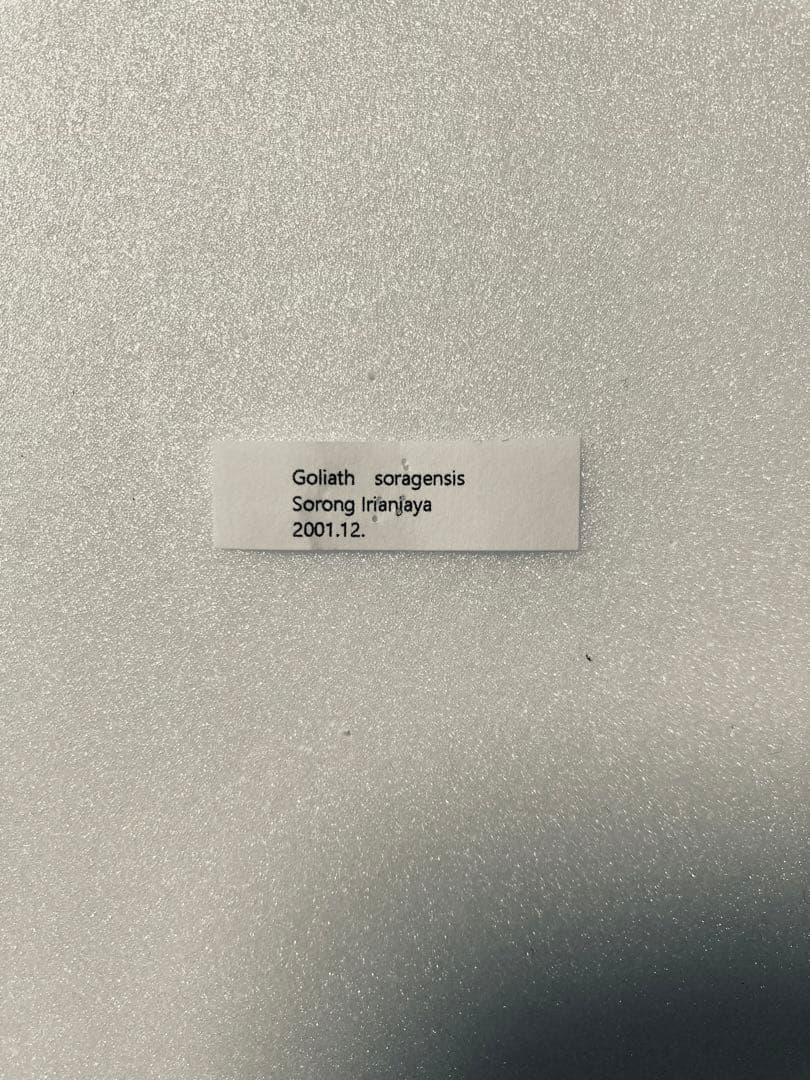 Goliath soragensis
Sorong Irianjaya
2001.12.